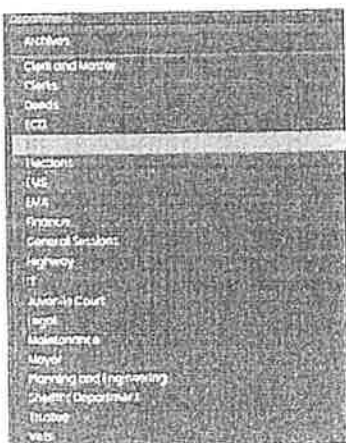 Department
Archives
Clerk and Master
Clerks
Deeds
ECD
Elections
EMS
EMA
Finance
General Sessions
Highway
IT
Juvenile Court
Legal
Maintenance
Mayor
Planning and Engineering
Sheriff's Department
Trustee
Vets